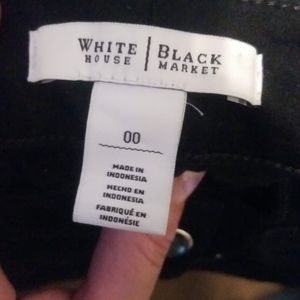 WHITE | BLACK
HOUSE | MARKET
00
MADE IN
INDONESIA
HECHO EN
INDONESIA
FABRIQUÉ EN
INDONÉSIE